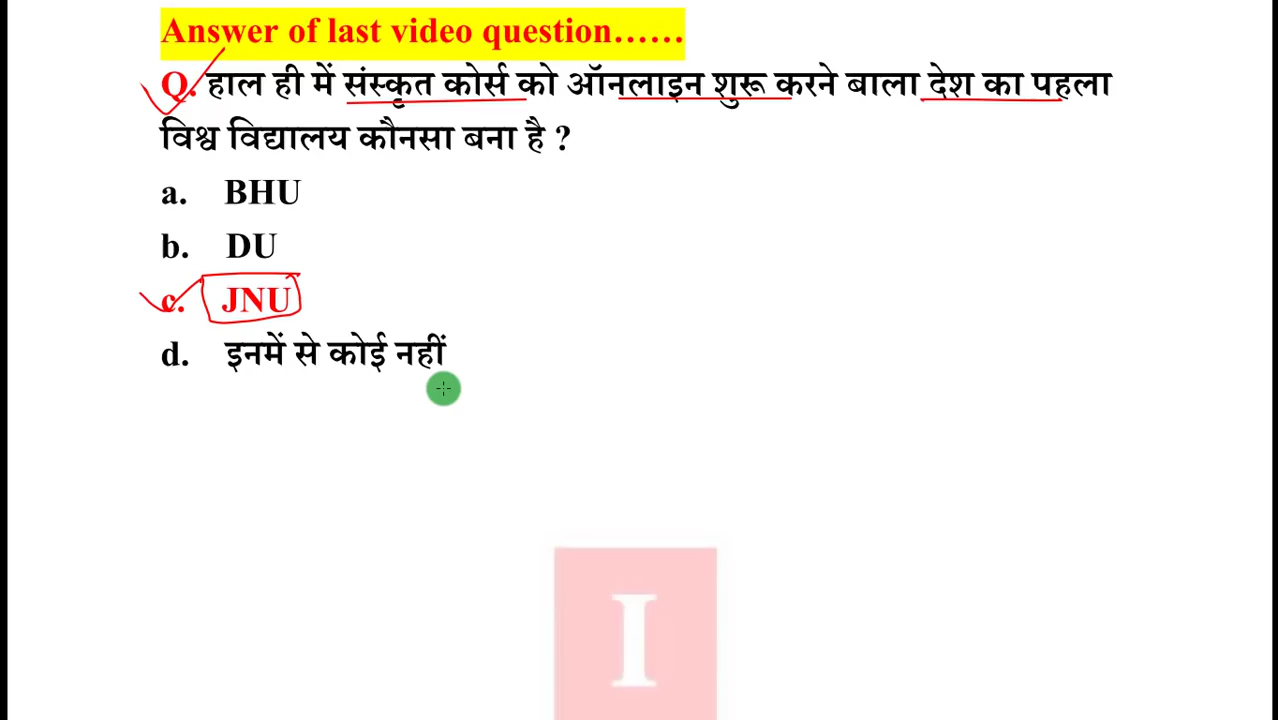 Answer of last video question……
Q. हाल ही में संस्कृत कोर्स को ऑनलाइन शुरू करने बाला देश का पहला
विश्व विद्यालय कौनसा बना है ?
a. BHU
b. DU
c. JNU
d. इनमें से कोई नहीं
I